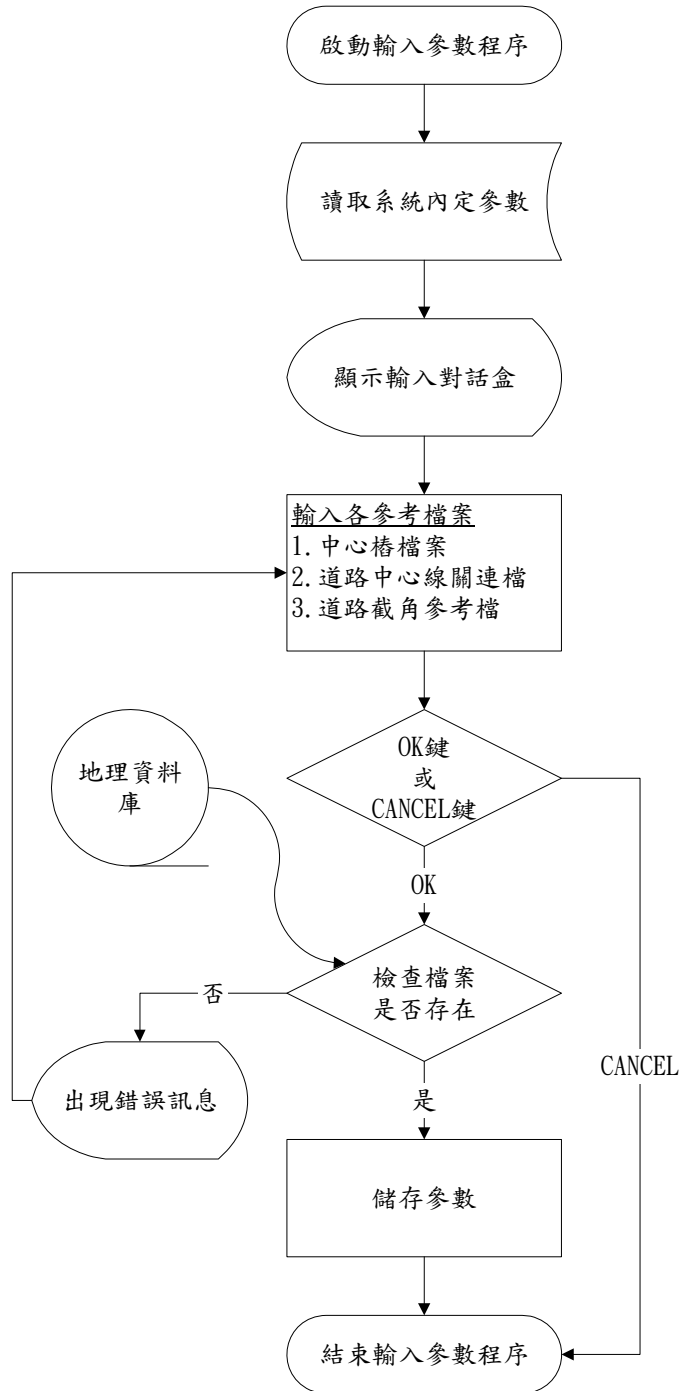 啟動輸入參數程序
讀取系統內定參數
顯示輸入對話盒
輸入各參考檔案
1.中心樁檔案
2.道路中心線關連檔
3.道路截角參考檔
地理資料
庫
OK鍵
或
CANCEL鍵
OK
檢查檔案
是否存在
否
CANCEL
出現錯誤訊息
是
儲存參數
結束輸入參數程序